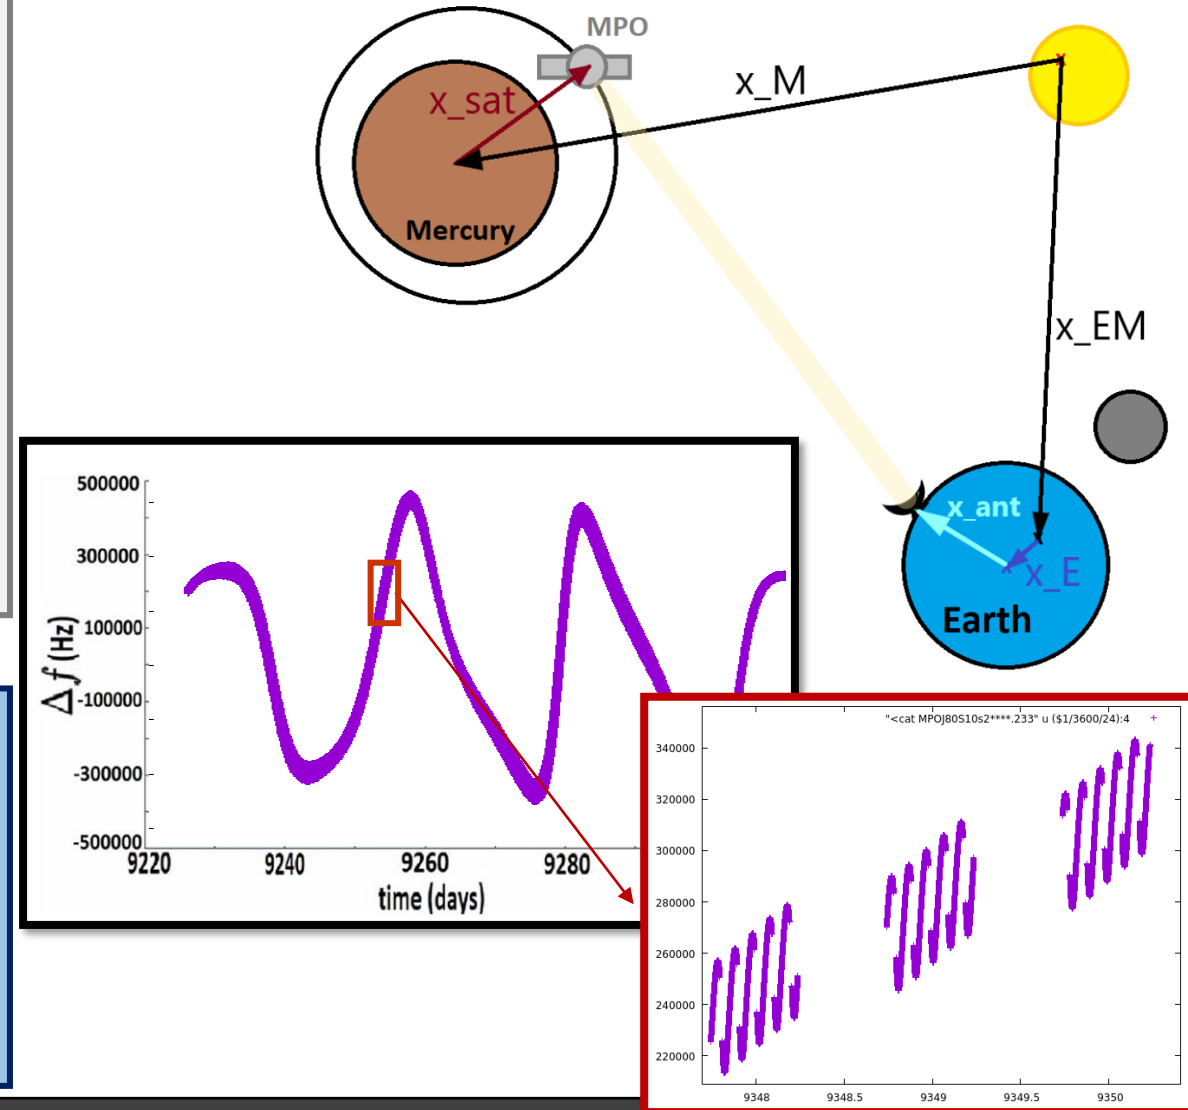 MPO
x_M
x_sat
Mercury
x_EM
x_ant
x_E
Earth
500000
300000
100000
-100000
-300000
-500000
Δf (Hz)
9220
9240
9260
9280
time (days)
"<cat MPOJ80S10s2****.233" u ($1/3600/24):4
340000
320000
300000
280000
260000
240000
220000
9348
9348.5
9349
9349.5
9350